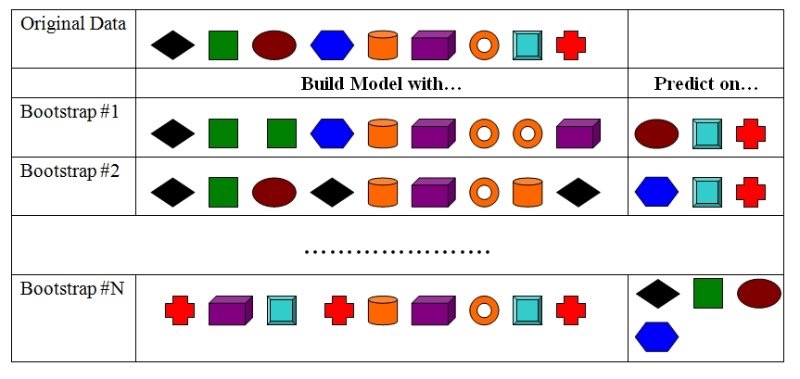 Original Data
Build Model with… Predict on…
Bootstrap #1
Bootstrap #2
…………………….
Bootstrap #N